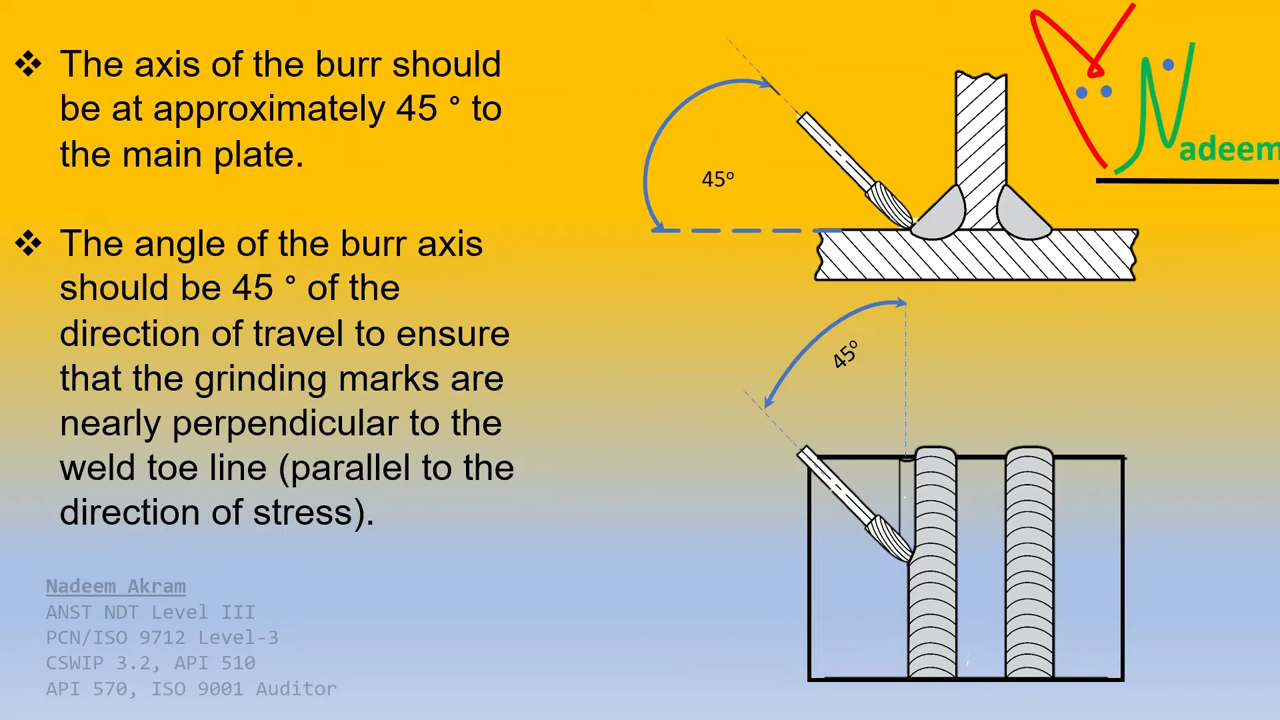 ❖ The axis of the burr should
be at approximately 45 ° to
the main plate.
❖ The angle of the burr axis
should be 45 ° of the
direction of travel to ensure
that the grinding marks are
nearly perpendicular to the
weld toe line (parallel to the
direction of stress).
Nadeem Akram
ANST NDT Level III
PCN/ISO 9712 Level-3
CSWIP 3.2, API 510
API 570, ISO 9001 Auditor
45º
45º
Nadeem